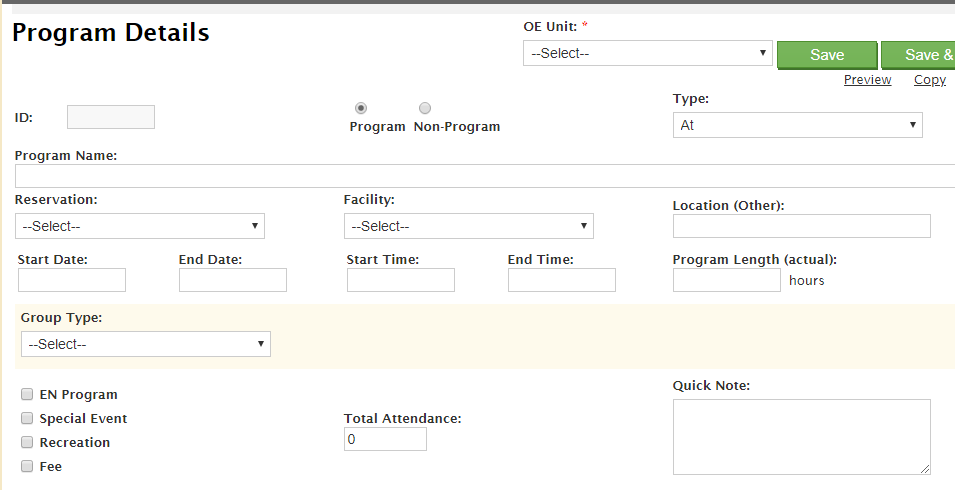 Program Details
OE Unit: *
--Select--
Save
Save &
Preview
Copy
ID:
Program
Non-Program
Type:
At
Program Name:
Reservation:
Facility:
Location (Other):
--Select--
--Select--
Start Date:
End Date:
Start Time:
End Time:
Program Length (actual):
hours
Group Type:
--Select--
EN Program
Special Event
Recreation
Fee
Total Attendance:
0
Quick Note: